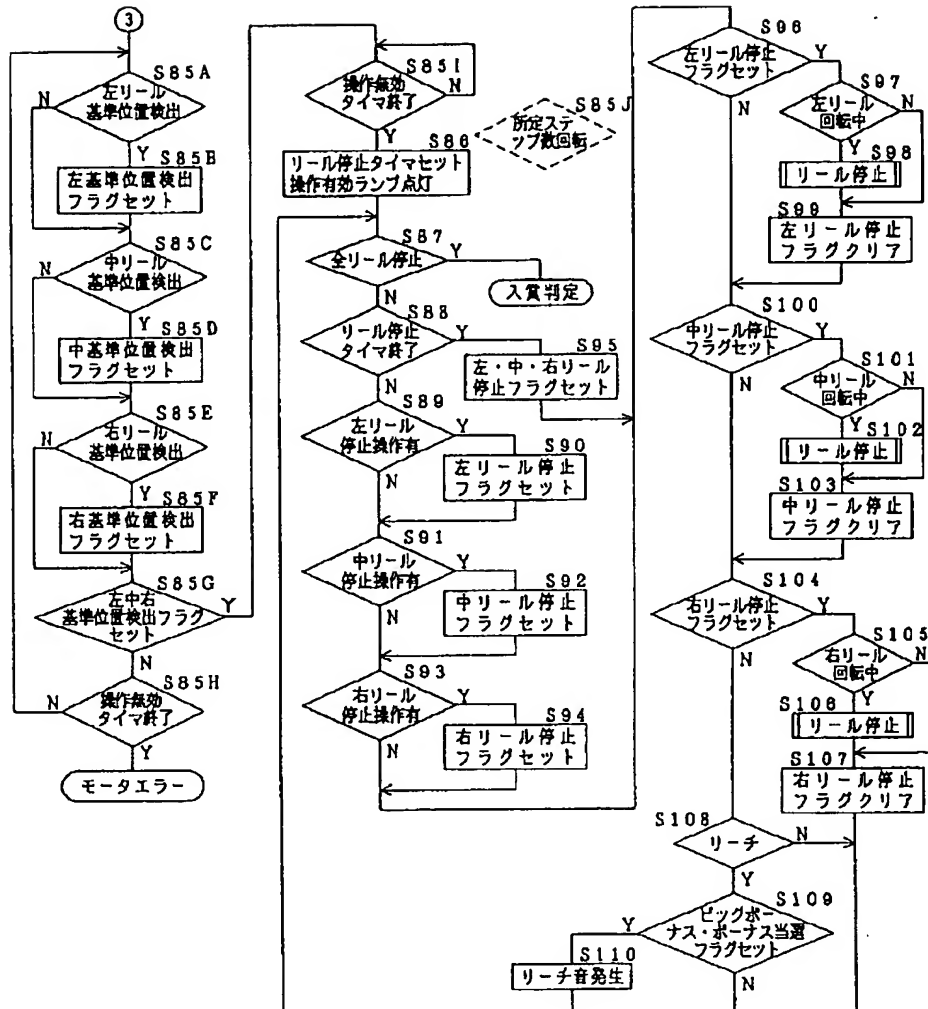 3
S85A
左リール
基準位置検出
N
Y
S85B
左基準位置検出
フラグセット
S85C
中リール
基準位置検出
N
Y
S85D
中基準位置検出
フラグセット
S85E
右リール
基準位置検出
N
Y
S85F
右基準位置検出
フラグセット
S85G
左中右
基準位置検出フラグ
セット
Y
N
S85H
操作無効
タイマ終了
N
Y
モータエラー
S85I
操作無効
タイマ終了
N
Y
S85J
所定ステ
ップ数回転
S86
リール停止タイマセット
操作有効ランプ点灯
S87
全リール停止
Y
入賞判定
N
S88
リール停止
タイマ終了
Y
S95
左・中・右リール
停止フラグセット
N
S89
左リール
停止操作有
Y
S90
左リール停止
フラグセット
N
S91
中リール
停止操作有
Y
S92
中リール停止
フラグセット
N
S93
右リール
停止操作有
Y
S94
右リール停止
フラグセット
N
S96
左リール停止
フラグセット
Y
N
S97
左リール
回転中
N
Y
S98
リール停止
S99
左リール停止
フラグクリア
S100
中リール停止
フラグセット
Y
N
S101
中リール
回転中
N
Y
S102
リール停止
S103
中リール停止
フラグクリア
S104
右リール停止
フラグセット
Y
N
S105
右リール
回転中
N
Y
S106
リール停止
S107
右リール停止
フラグクリア
S108
リーチ
N
Y
S109
ビッグボー
ナス・ボーナス当選
フラグセット
Y
N
S110
リーチ音発生